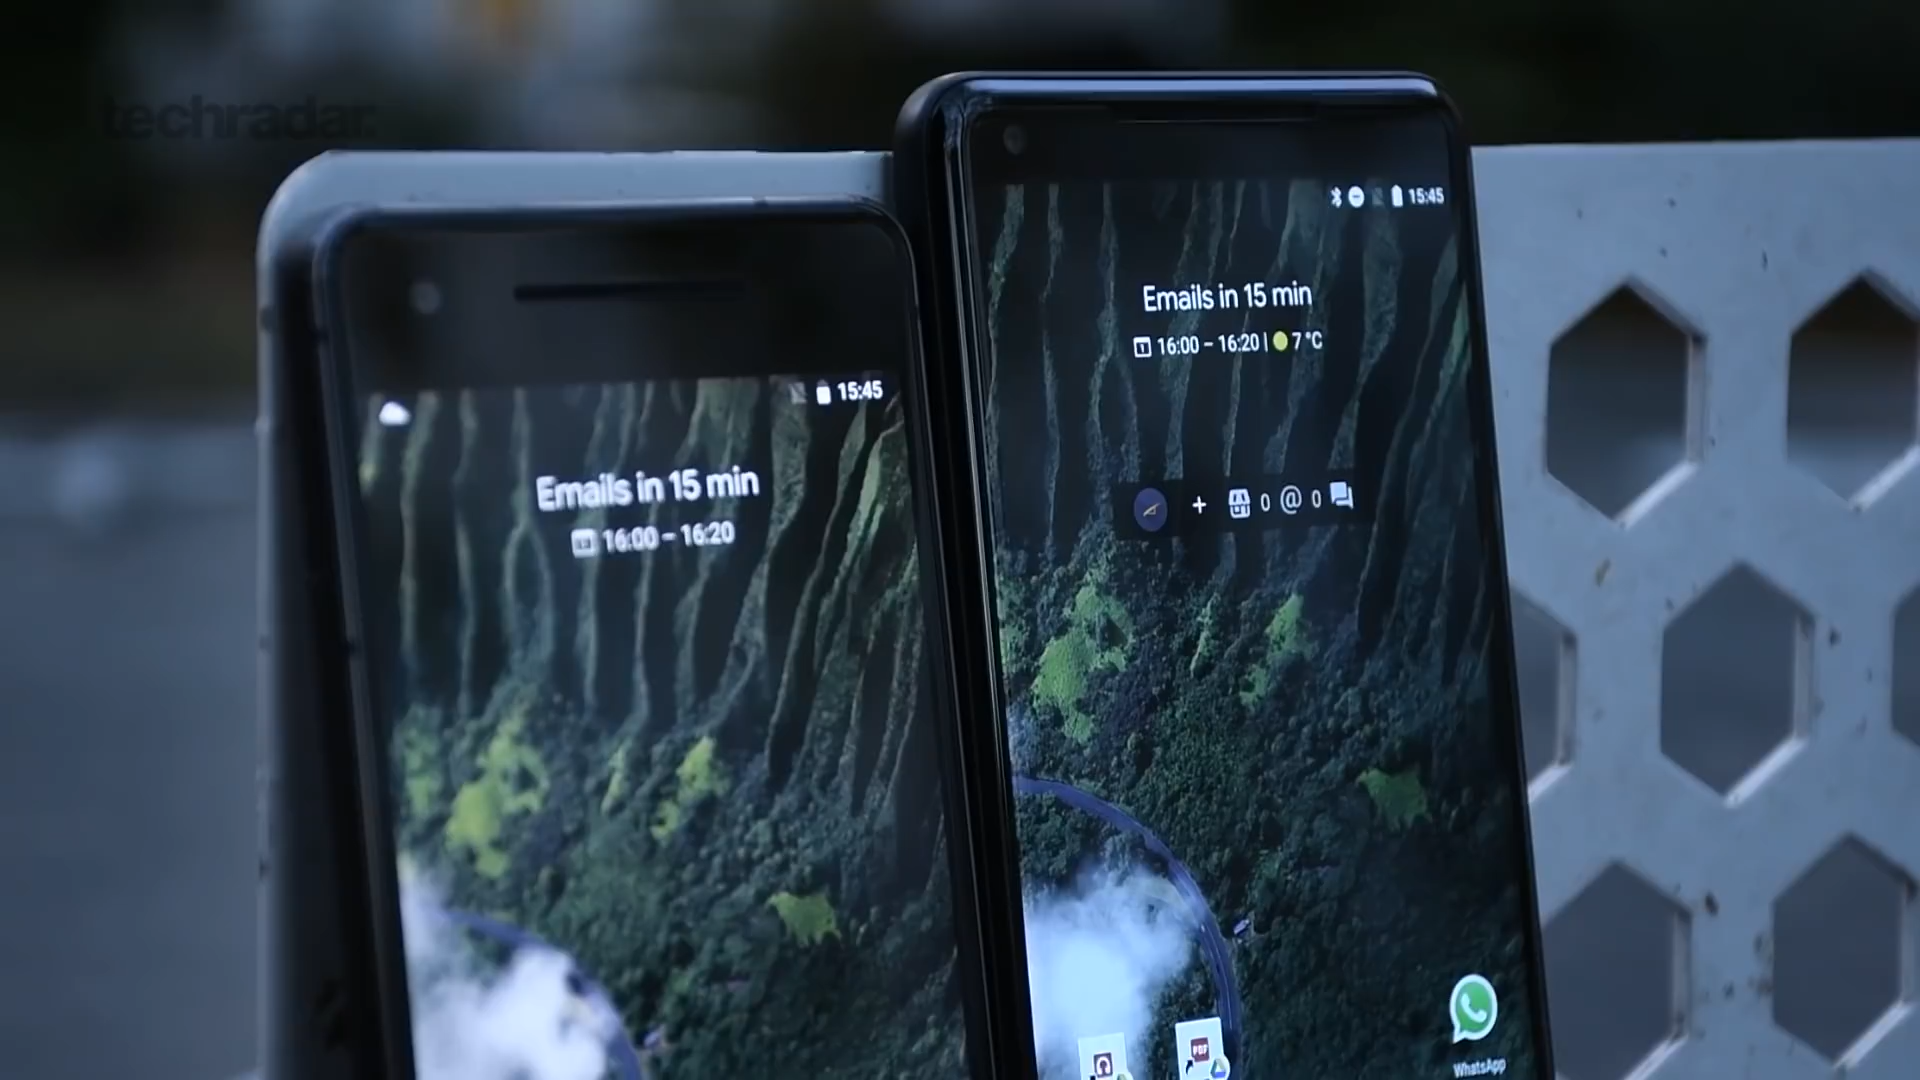 techradar.
15:45
Emails in 15 min
16:00 – 16:20
15:45
Emails in 15 min
16:00 – 16:20 | 7 °C
+ 0 @ 0
PDF
WhatsApp